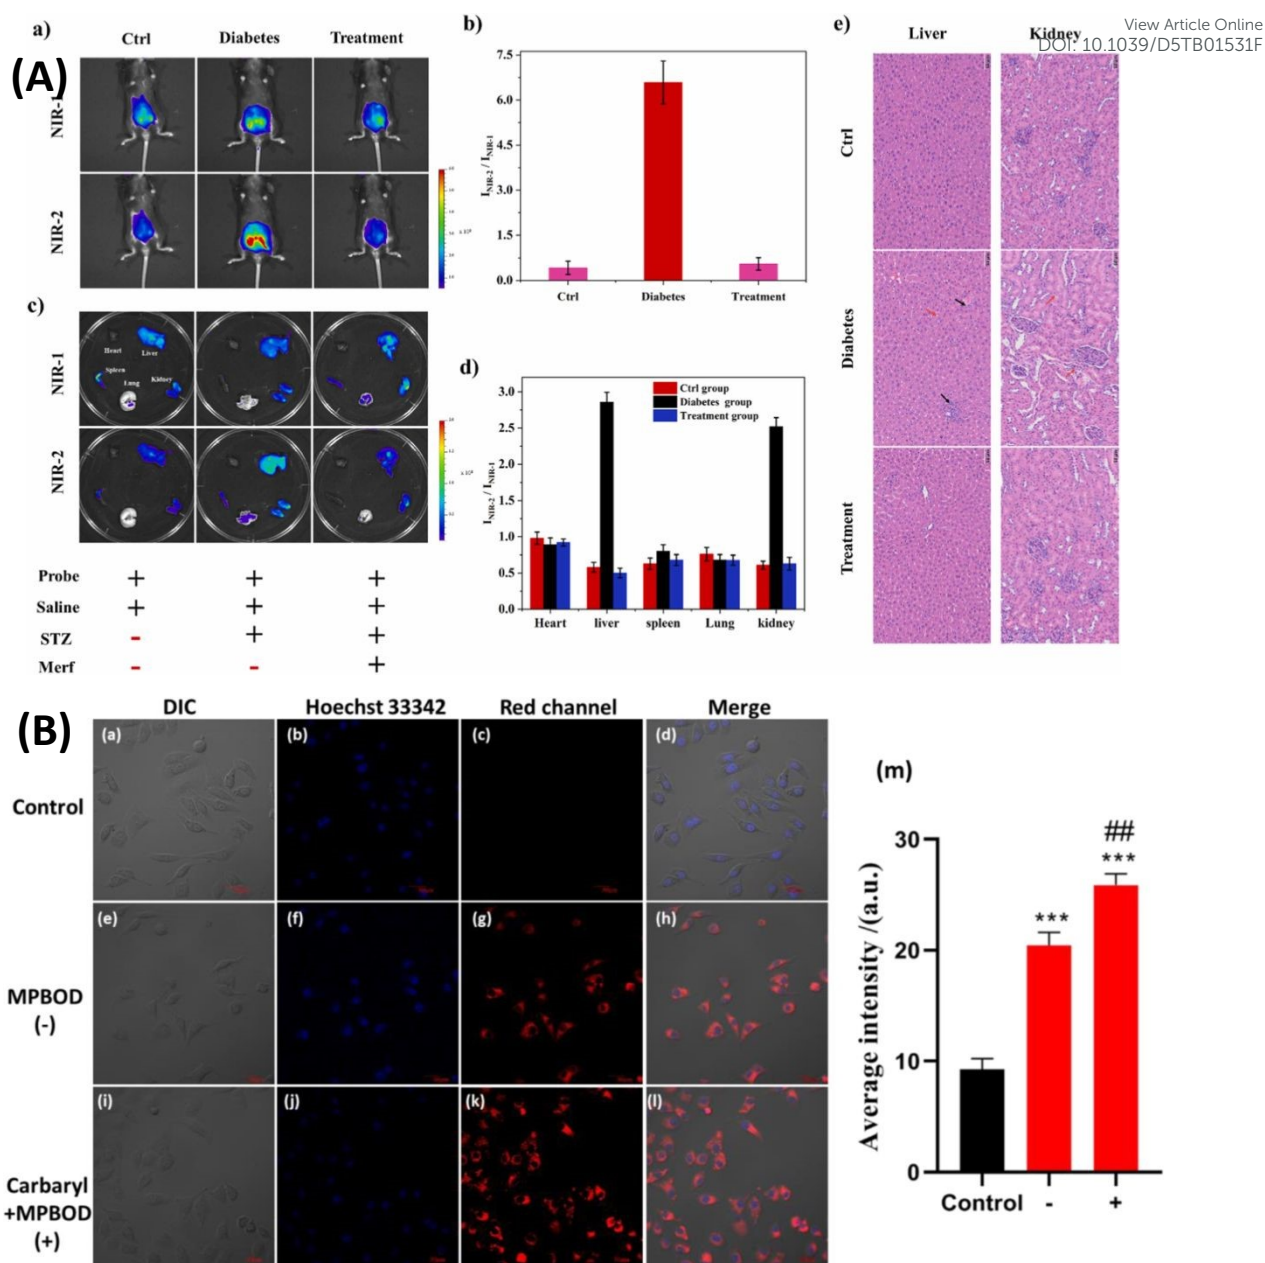 View Article Online
DOI: 10.1039/D5TB01531F
(A)
a)
Ctrl Diabetes Treatment
NIR-1
NIR-2
b)
I_NIR-2 / I_NIR-1
7.5
6.0
4.5
3.0
1.5
0.0
Ctrl Diabetes Treatment
c)
NIR-1
Heart
Liver
Spleen
Lung
Kidney
NIR-2
Probe + + +
Saline + + +
STZ - + +
Merf - - +
d)
I_NIR-2 / I_NIR-1
Ctrl group
Diabetes group
Treatment group
3.0
2.5
2.0
1.5
1.0
0.5
0.0
Heart liver spleen Lung kidney
e)
Liver Kidney
Ctrl
Diabetes
Treatment
(B)
DIC Hoechst 33342 Red channel Merge
Control
(a) (b) (c) (d)
MPBOD
(-)
(e) (f) (g) (h)
Carbaryl
+MPBOD
(+)
(i) (j) (k) (l)
(m)
Average intensity /(a.u.)
30
20
10
0
##
***
***
Control - +